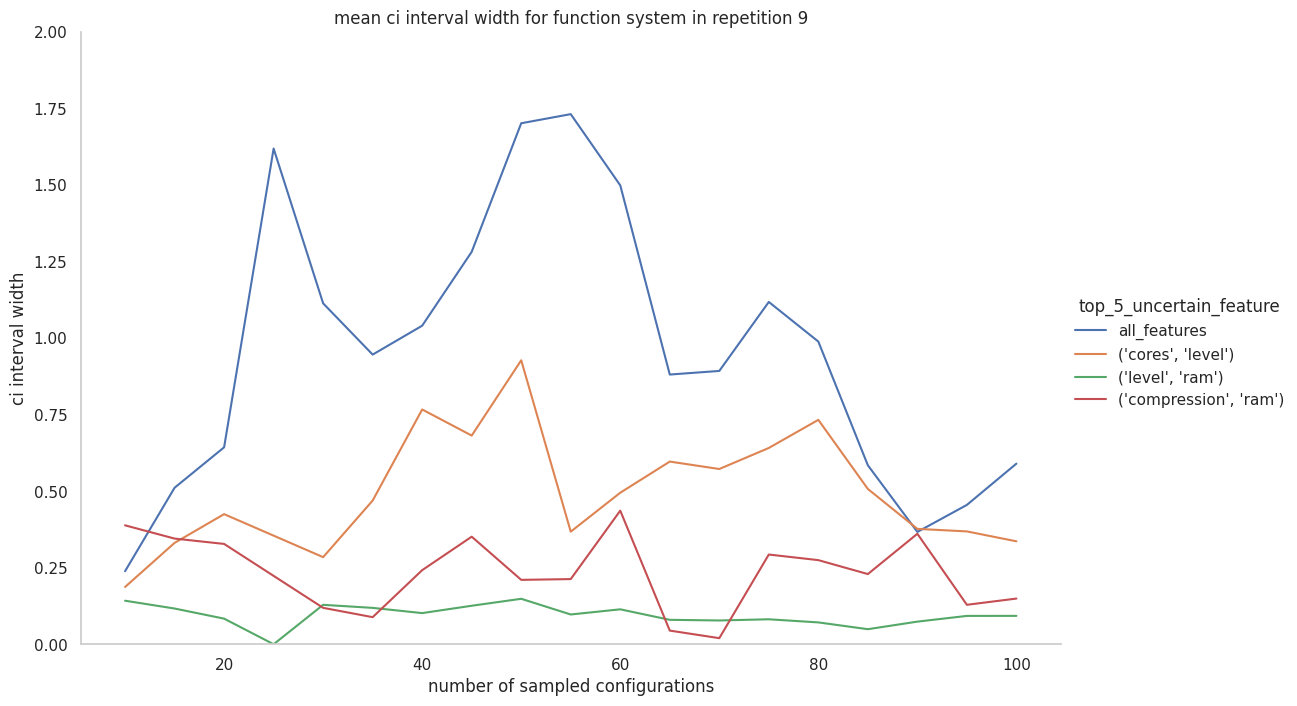 mean ci interval width for function system in repetition 9
2.00
1.75
1.50
1.25
1.00
0.75
0.50
0.25
0.00
ci interval width
20
40
60
80
100
number of sampled configurations
top_5_uncertain_feature
all_features
('cores', 'level')
('level', 'ram')
('compression', 'ram')